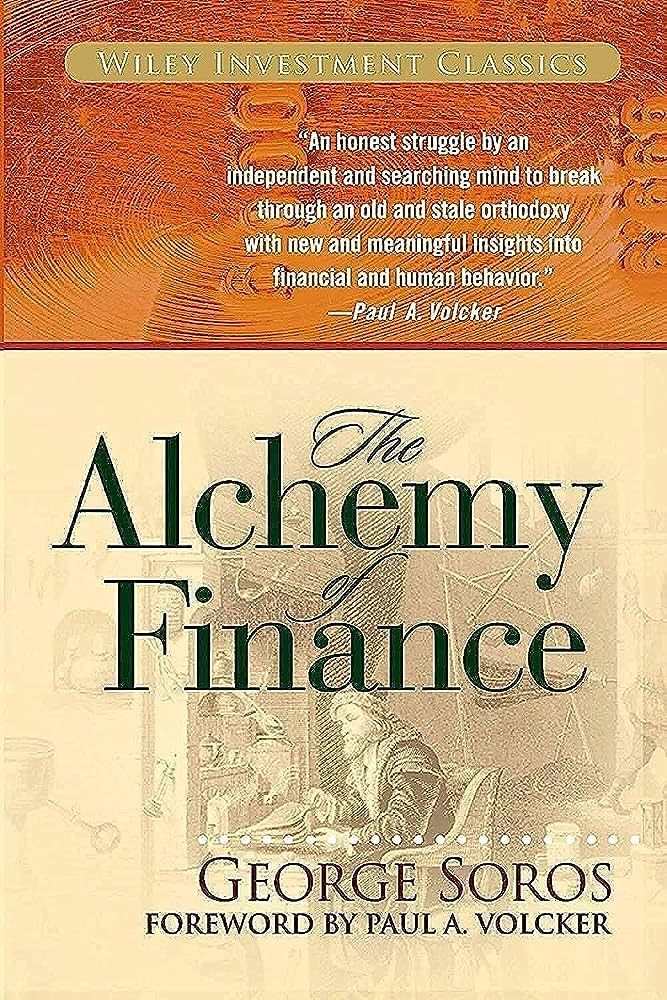 WILEY INVESTMENT CLASSICS
“An honest struggle by an
independent and searching mind to break
through an old and stale orthodoxy
with new and meaningful insights into
financial and human behavior.”
—Paul A. Volcker
The
Alchemy
of
Finance
GEORGE SOROS
FOREWORD BY PAUL A. VOLCKER